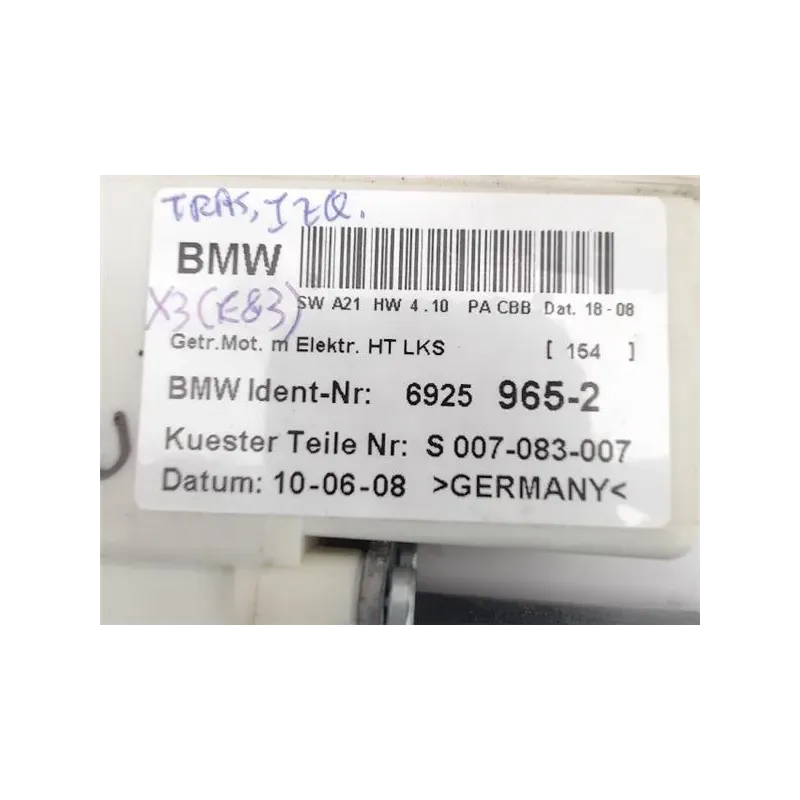 TRAS, IZQ.
BMW
X3 (E83)
SW A21 HW 4.10 PA CBB Dat. 18-08
Getr.Mot. m Elektr. HT LKS [ 154 ]
BMW Ident-Nr: 6925 965-2
Kuester Teile Nr: S 007-083-007
Datum: 10-06-08 >GERMANY<